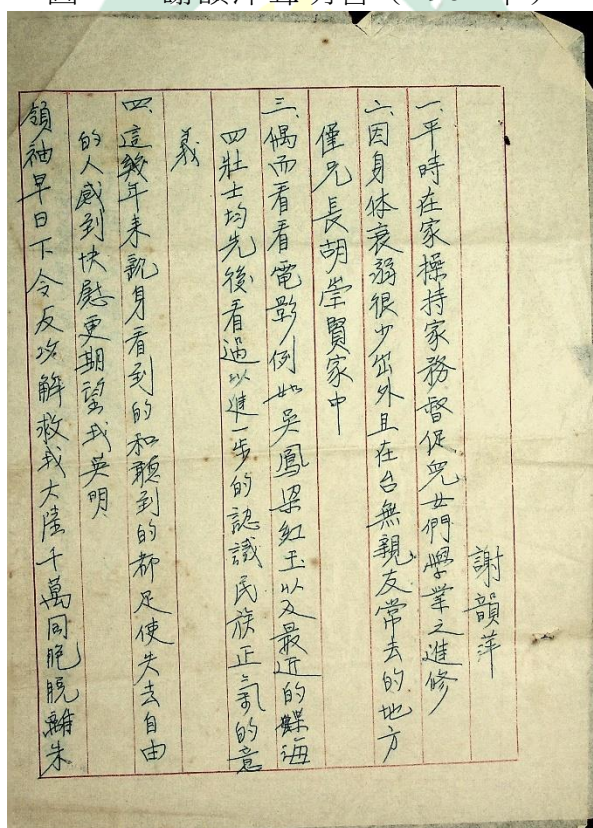 謝韻萍
一、平時在家操持家務督促兒女們學業之進修
二、因身体衰弱很少出外且在台無親友常去的地方
僅兄長胡崇賢家中
三、偶而看看電影例如吳鳳梁紅玉以及最近的蝶海
四壯士均先後看過以進一步的認識民族正氣的意
義
四、這幾年来親身看到的和聽到的都足使失去自由
的人感到快慰更期望我英明
領袖早日下令反攻解救我大陸千萬同胞脱離朱